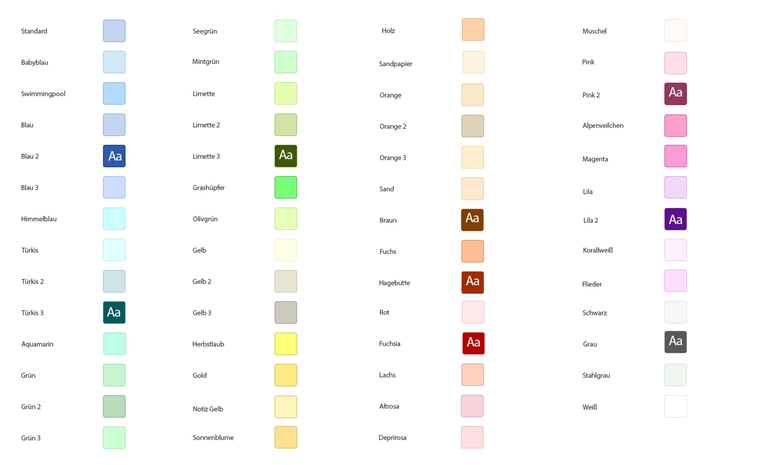 Standard
Babyblau
Swimmingpool
Blau
Blau 2 Aa
Blau 3
Himmelblau
Türkis
Türkis 2
Türkis 3 Aa
Aquamarin
Grün
Grün 2
Grün 3
Seegrün
Mintgrün
Limette
Limette 2
Limette 3 Aa
Grashüpfer
Olivgrün
Gelb
Gelb 2
Gelb 3
Herbstlaub
Gold
Notiz Gelb
Sonnenblume
Holz
Sandpapier
Orange
Orange 2
Orange 3
Sand
Braun Aa
Fuchs
Hagebutte Aa
Rot
Fuchsia Aa
Lachs
Altrosa
Deprirosa
Muschel
Pink
Pink 2 Aa
Alpenveilchen
Magenta
Lila
Lila 2 Aa
Korallweiß
Flieder
Schwarz
Grau Aa
Stahlgrau
Weiß